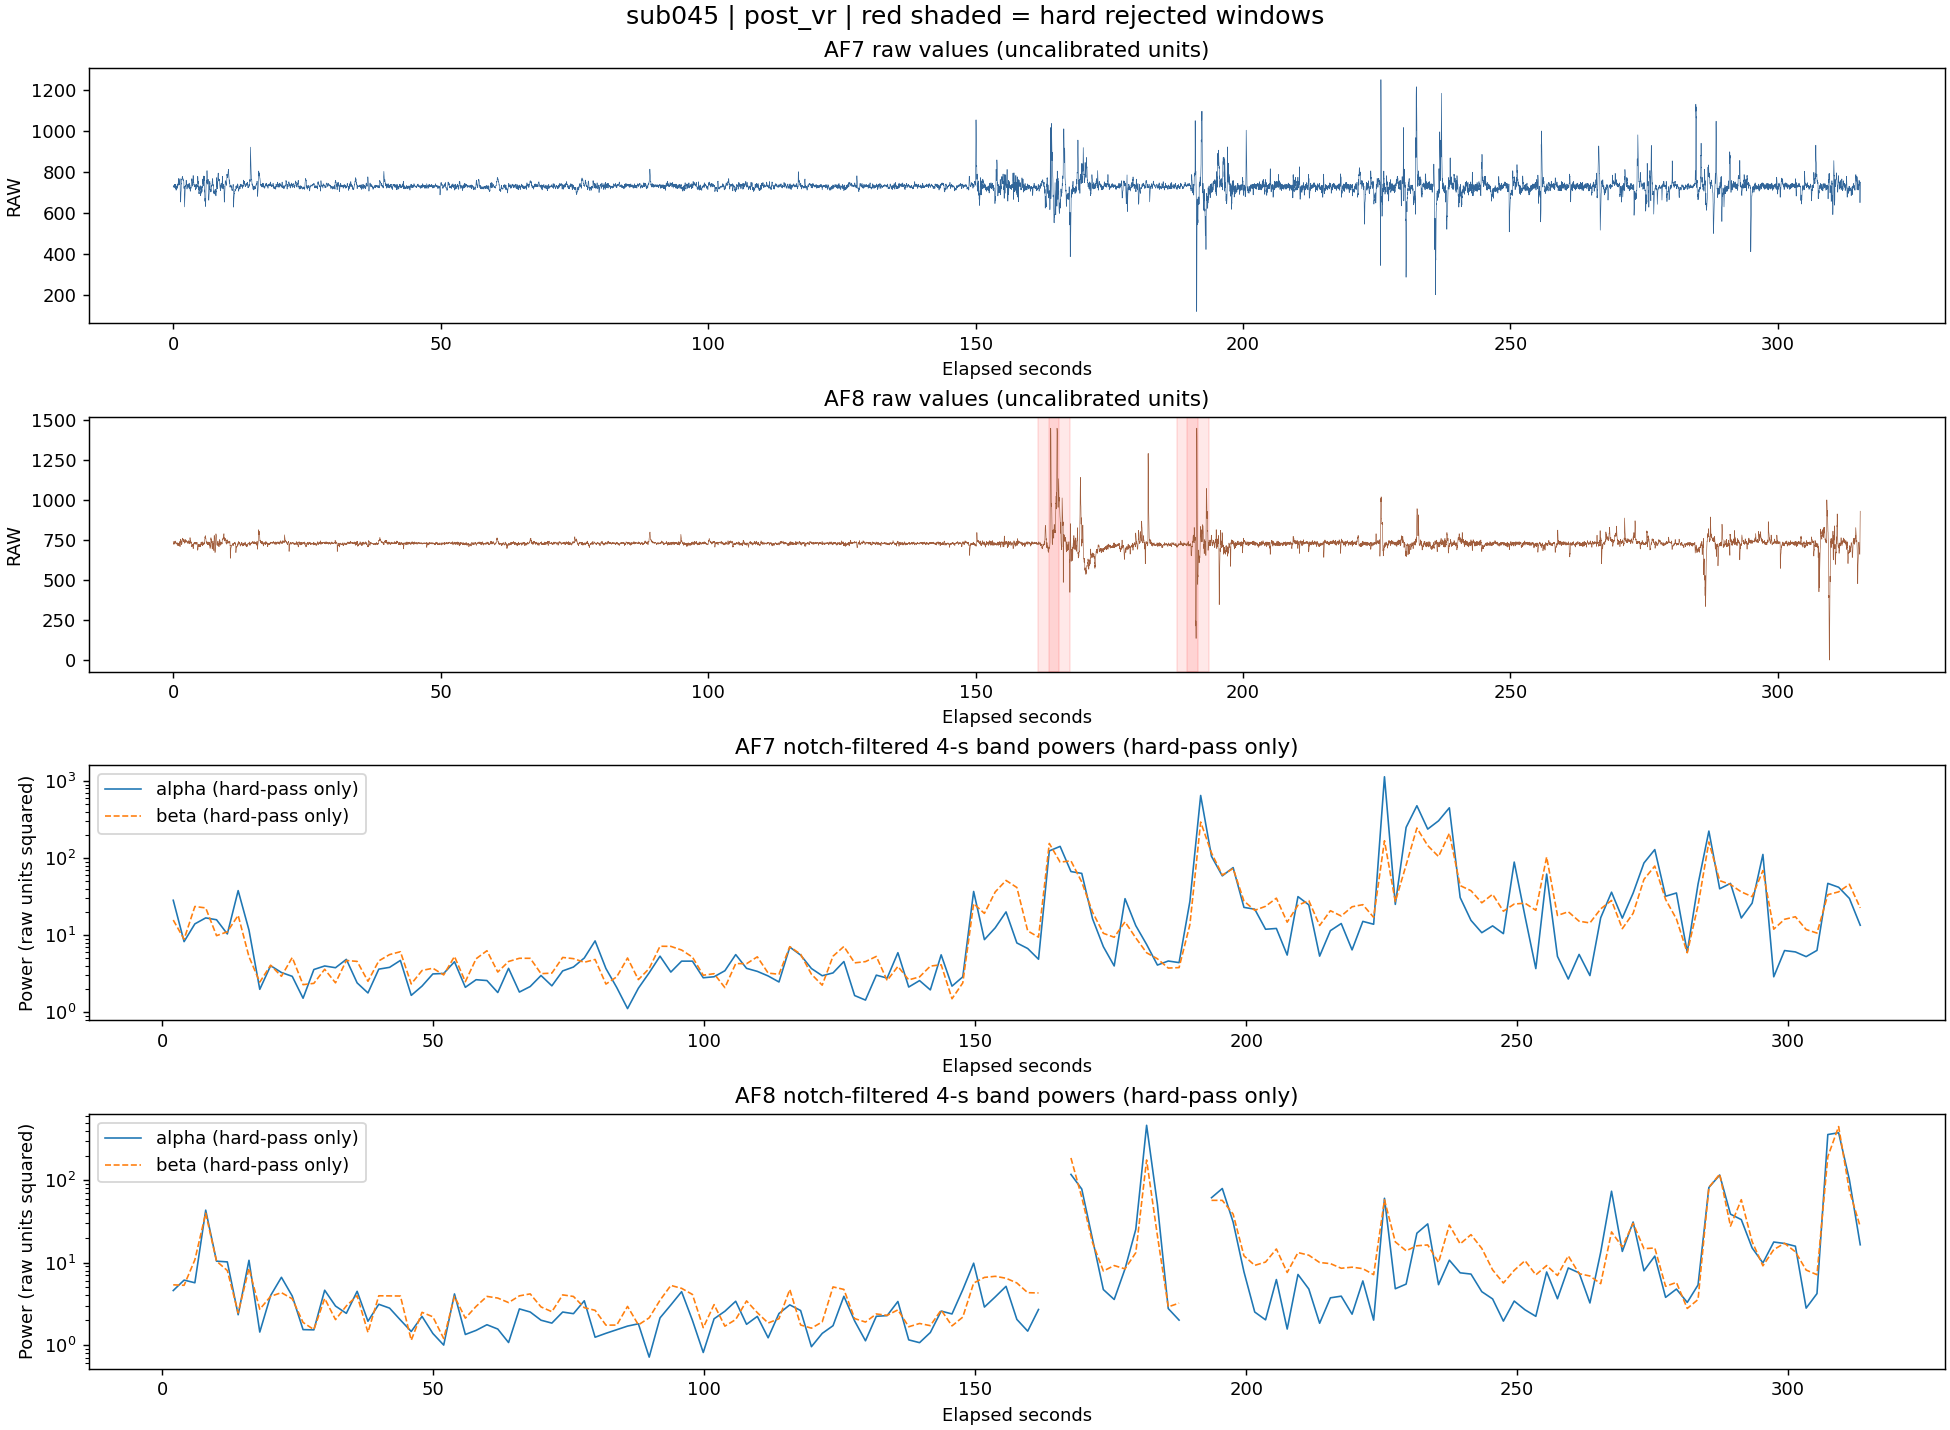 sub045 | post_vr | red shaded = hard rejected windows
AF7 raw values (uncalibrated units)
RAW
1200
1000
800
600
400
200
0 50 100 150 200 250 300
Elapsed seconds
AF8 raw values (uncalibrated units)
RAW
1500
1250
1000
750
500
250
0
0 50 100 150 200 250 300
Elapsed seconds
AF7 notch-filtered 4-s band powers (hard-pass only)
Power (raw units squared)
alpha (hard-pass only)
beta (hard-pass only)
10³
10²
10¹
10⁰
0 50 100 150 200 250 300
Elapsed seconds
AF8 notch-filtered 4-s band powers (hard-pass only)
Power (raw units squared)
alpha (hard-pass only)
beta (hard-pass only)
10²
10¹
10⁰
0 50 100 150 200 250 300
Elapsed seconds